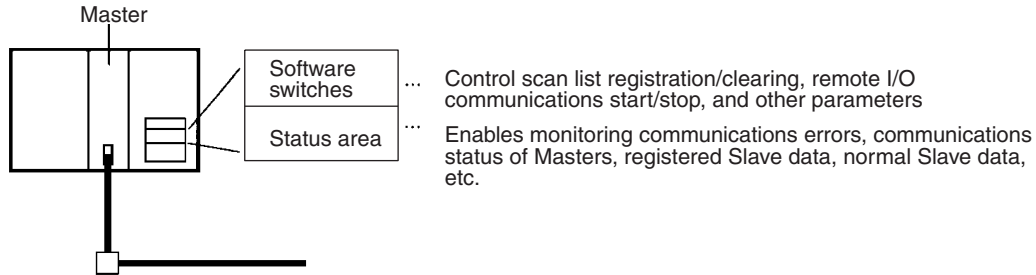 Master
Software
switches
...
Control scan list registration/clearing, remote I/O
communications start/stop, and other parameters
Status area
...
Enables monitoring communications errors, communications
status of Masters, registered Slave data, normal Slave data,
etc.